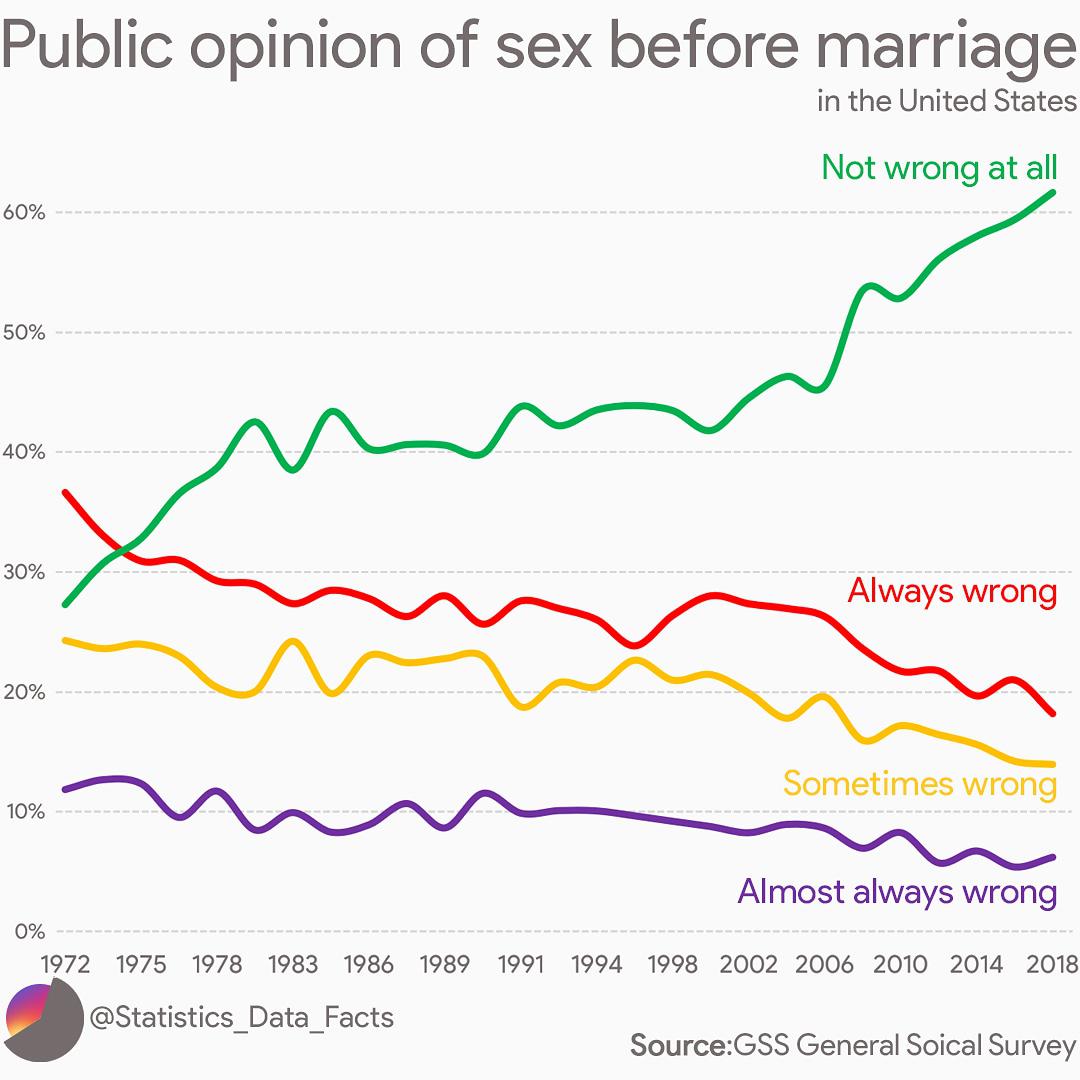 Public opinion of sex before marriage
in the United States
Not wrong at all
60%
50%
40%
30%
Always wrong
20%
Sometimes wrong
10%
Almost always wrong
0%
1972 1975 1978 1983 1986 1989 1991 1994 1998 2002 2006 2010 2014 2018
@Statistics_Data_Facts
Source:GSS General Soical Survey